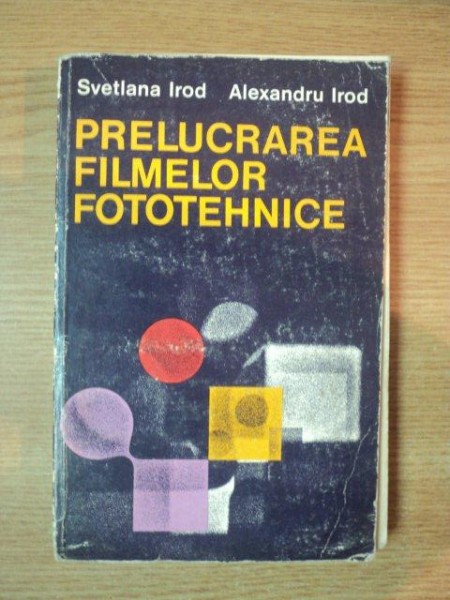 Svetlana Irod Alexandru Irod
PRELUCRAREA
FILMELOR
FOTOTEHNICE